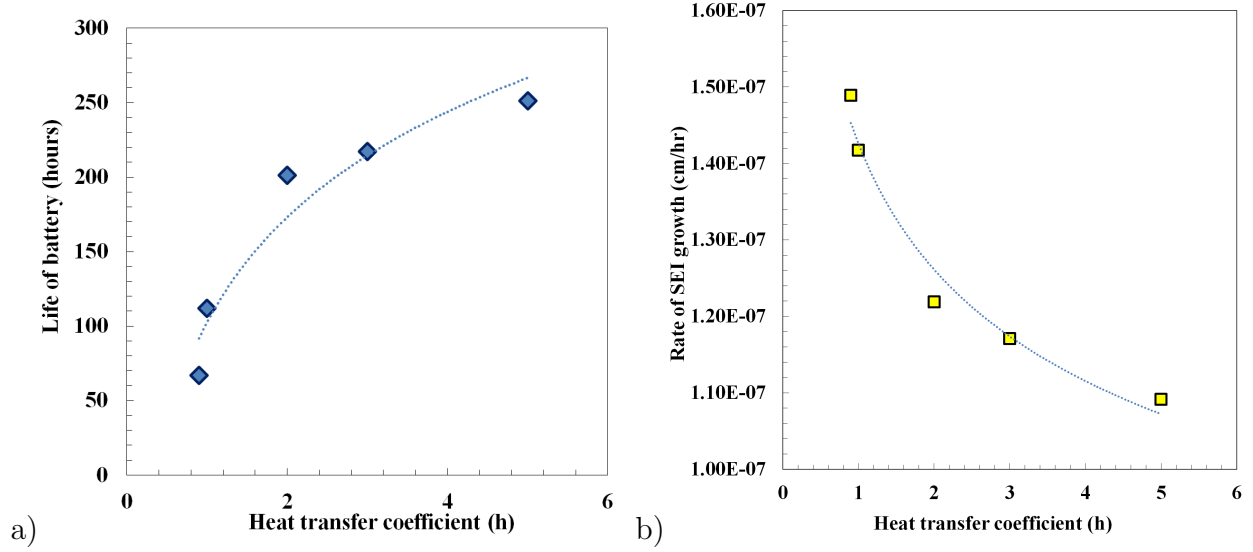 a)
Life of battery (hours)
300
250
200
150
100
50
0
0 2 4 6
Heat transfer coefficient (h)
b)
Rate of SEI growth (cm/hr)
1.60E-07
1.50E-07
1.40E-07
1.30E-07
1.20E-07
1.10E-07
1.00E-07
0 1 2 3 4 5 6
Heat transfer coefficient (h)